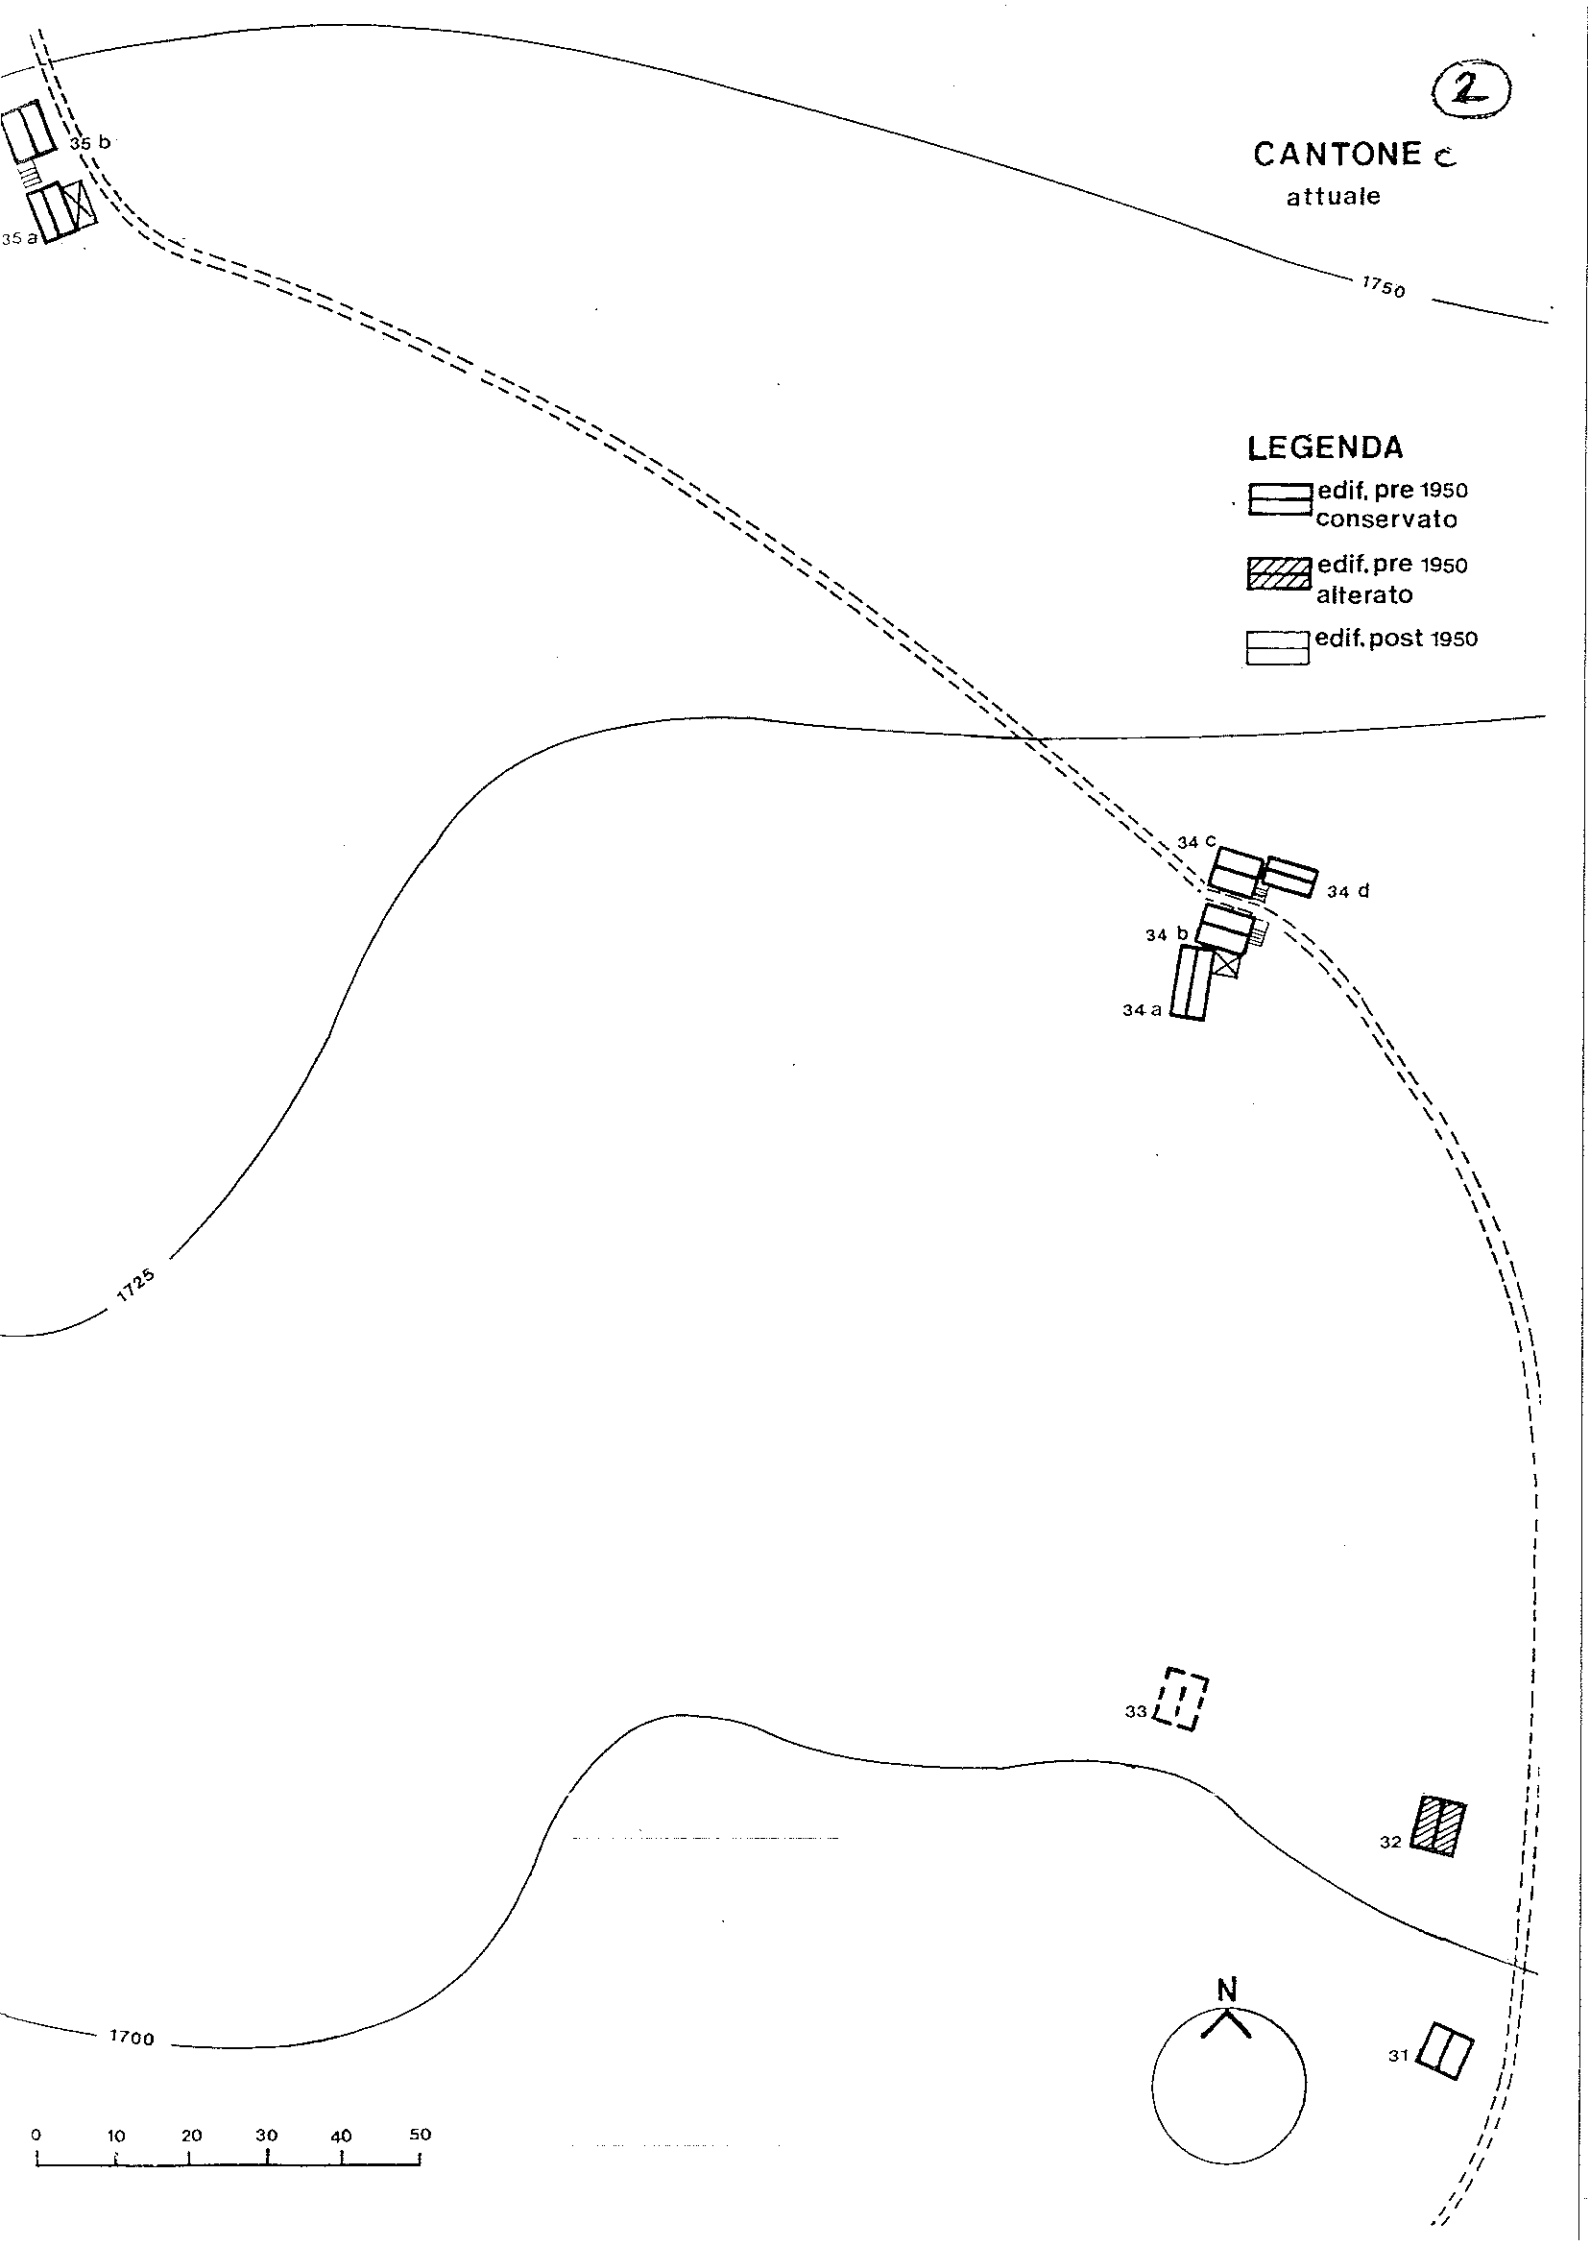 2
CANTONE C
attuale
35 b
35 a
1750
LEGENDA
edif. pre 1950
conservato
edif. pre 1950
alterato
edif. post 1950
34 c
34 d
34 b
34 a
1725
33
32
N
1700
31
0 10 20 30 40 50